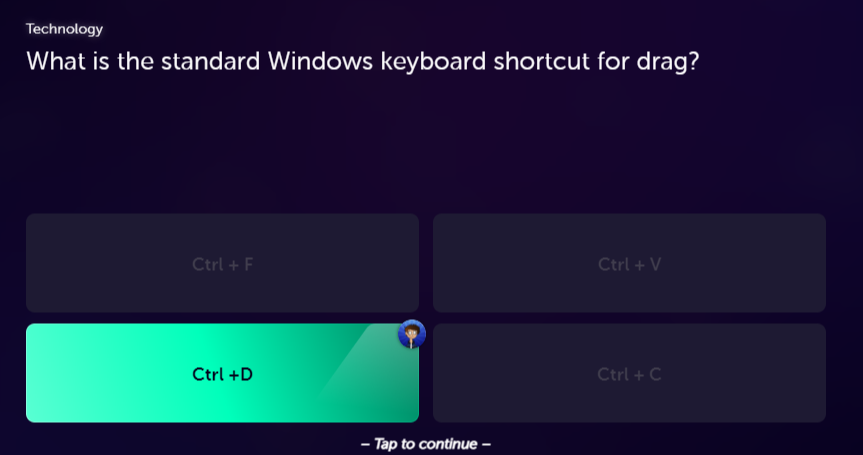 Technology
What is the standard Windows keyboard shortcut for drag?
Ctrl + F
Ctrl + V
Ctrl +D
Ctrl + C
– Tap to continue –